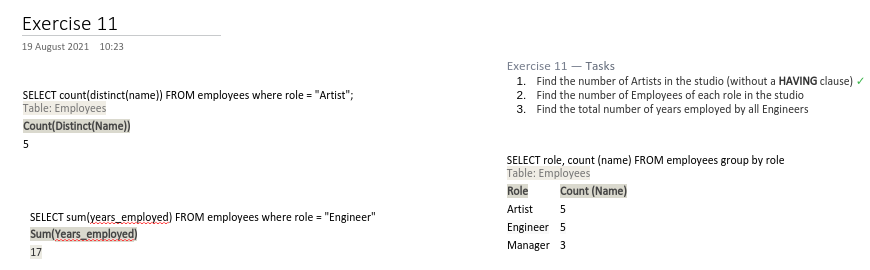 Exercise 11
19 August 2021 10:23
SELECT count(distinct(name)) FROM employees where role = "Artist";
Table: Employees
Count(Distinct(Name))
5
SELECT sum(years_employed) FROM employees where role = "Engineer"
Sum(Years_employed)
17
Exercise 11 — Tasks
1. Find the number of Artists in the studio (without a HAVING clause) ✓
2. Find the number of Employees of each role in the studio
3. Find the total number of years employed by all Engineers
SELECT role, count (name) FROM employees group by role
Table: Employees
Role Count (Name)
Artist 5
Engineer 5
Manager 3